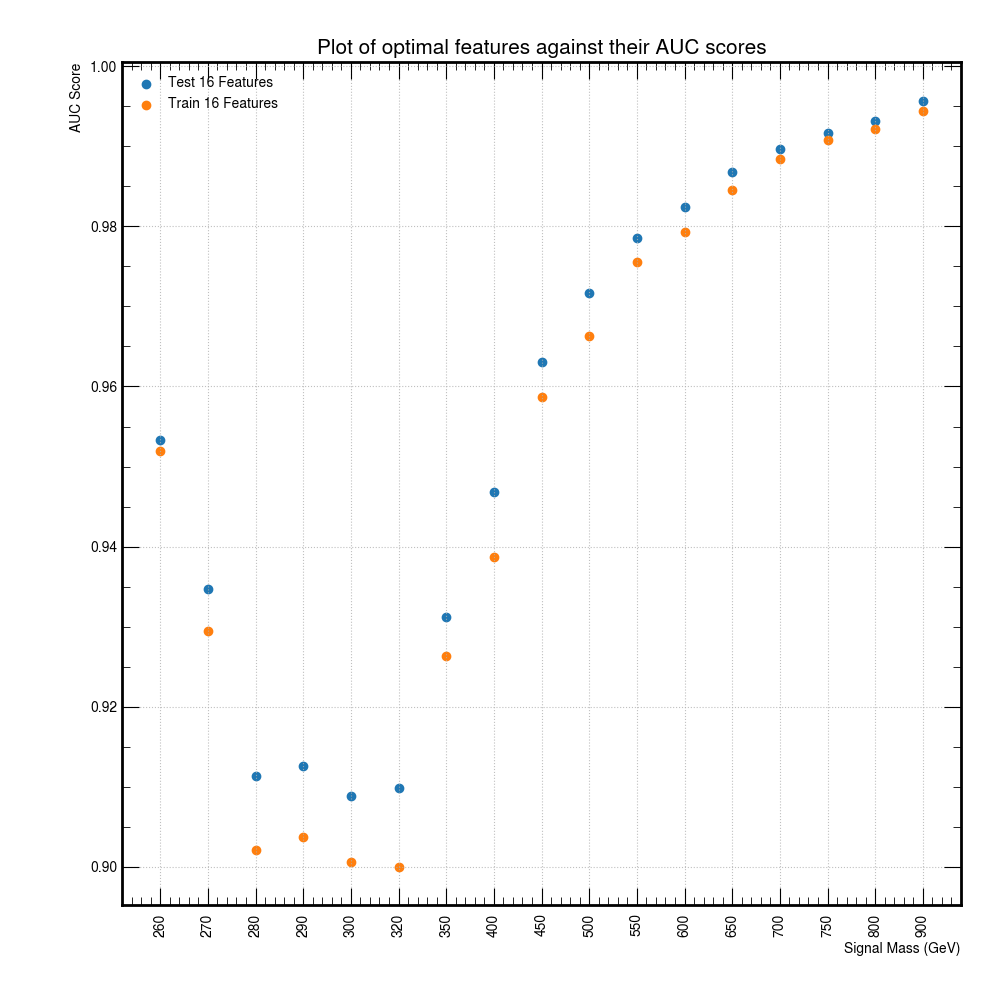 Plot of optimal features against their AUC scores
AUC Score
Test 16 Features
Train 16 Features
1.00
0.98
0.96
0.94
0.92
0.90
260 270 280 290 300 320 350 400 450 500 550 600 650 700 750 800 900
Signal Mass (GeV)